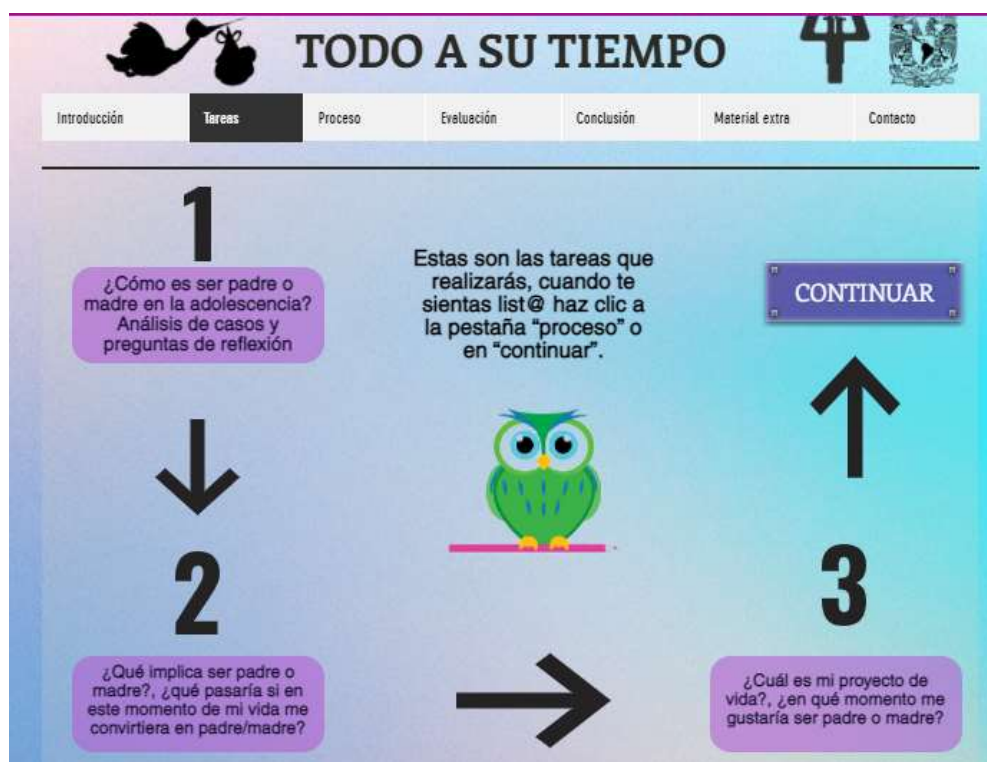 TODO A SU TIEMPO
Introducción
Tareas
Proceso
Evaluación
Conclusión
Material extra
Contacto
1
¿Cómo es ser padre o
madre en la adolescencia?
Análisis de casos y
preguntas de reflexión
Estas son las tareas que
realizarás, cuando te
sientas list@ haz clic a
la pestaña “proceso” o
en “continuar”.
CONTINUAR
2
¿Qué implica ser padre o
madre?, ¿qué pasaría si en
este momento de mi vida me
convirtiera en padre/madre?
3
¿Cuál es mi proyecto de
vida?, ¿en qué momento me
gustaría ser padre o madre?